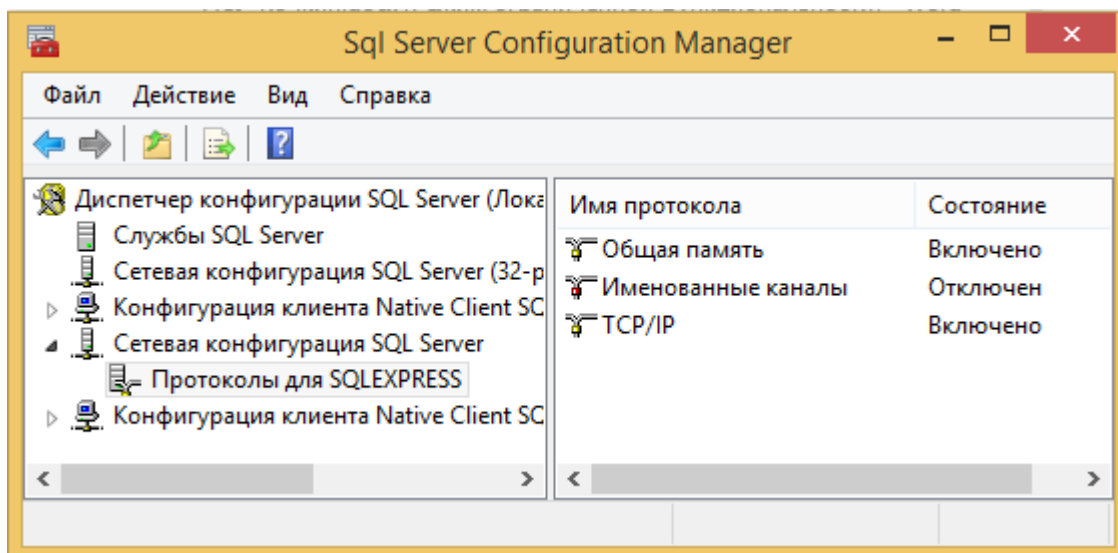 Sql Server Configuration Manager
Файл Действие Вид Справка
Диспетчер конфигурации SQL Server (Лока
Службы SQL Server
Сетевая конфигурация SQL Server (32-р
Конфигурация клиента Native Client SQ
Сетевая конфигурация SQL Server
Протоколы для SQLEXPRESS
Конфигурация клиента Native Client SQ
Имя протокола Состояние
Общая память Включено
Именованные каналы Отключен
TCP/IP Включено